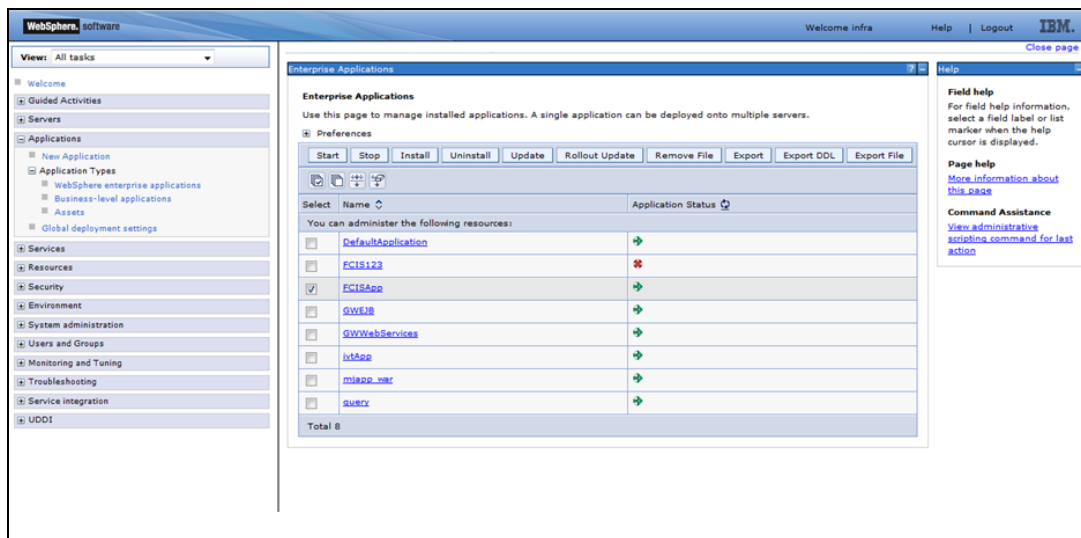 WebSphere. software
Welcome infra
Help | Logout
IBM.
Close page
View: All tasks
Welcome
Guided Activities
Servers
Applications
New Application
Application Types
WebSphere enterprise applications
Business-level applications
Assets
Global deployment settings
Services
Resources
Security
Environment
System administration
Users and Groups
Monitoring and Tuning
Troubleshooting
Service integration
UDDI
Enterprise Applications
Enterprise Applications
Use this page to manage installed applications. A single application can be deployed onto multiple servers.
Preferences
Start Stop Install Uninstall Update Rollout Update Remove File Export Export DDL Export File
Select Name Application Status
You can administer the following resources:
DefaultApplication
FCIS123
FCISApp
GWEJB
GWWebServices
ivtApp
mjapp_war
query
Total 8
Help
Field help
For field help information,
select a field label or list
marker when the help
cursor is displayed.
Page help
More information about
this page
Command Assistance
View administrative
scripting command for last
action